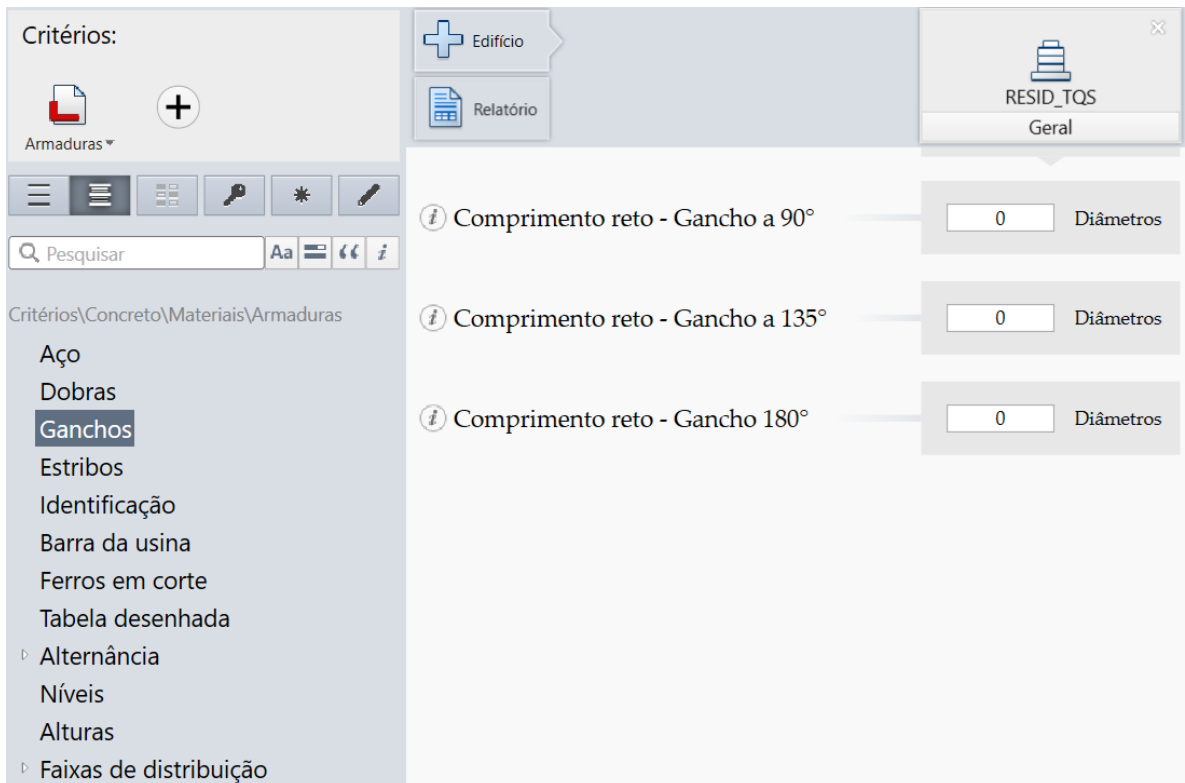 Critérios:
Armaduras
Aa
Pesquisar
Critérios\Concreto\Materiais\Armaduras
Aço
Dobras
Ganchos
Estribos
Identificação
Barra da usina
Ferros em corte
Tabela desenhada
Alternância
Níveis
Alturas
Faixas de distribuição
Edifício
Relatório
RESID_TQS
Geral
Comprimento reto - Gancho a 90° 0 Diâmetros
Comprimento reto - Gancho a 135° 0 Diâmetros
Comprimento reto - Gancho 180° 0 Diâmetros